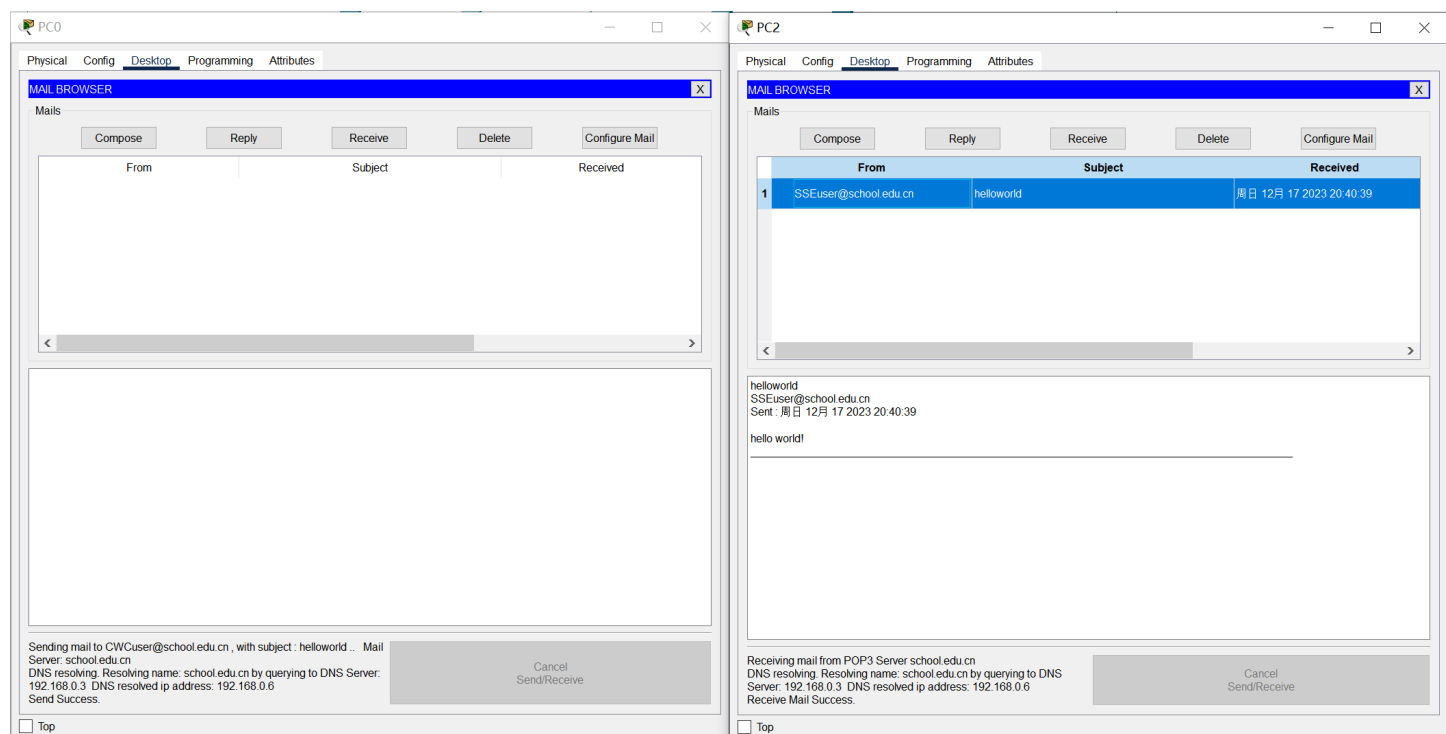 PC0
Physical Config Desktop Programming Attributes
MAIL BROWSER X
Mails
Compose Reply Receive Delete Configure Mail
From Subject Received
Sending mail to CWCuser@school.edu.cn , with subject : helloworld .. Mail
Server: school.edu.cn
DNS resolving. Resolving name: school.edu.cn by querying to DNS Server:
192.168.0.3 DNS resolved ip address: 192.168.0.6
Send Success.
Cancel
Send/Receive
Top
PC2
Physical Config Desktop Programming Attributes
MAIL BROWSER X
Mails
Compose Reply Receive Delete Configure Mail
From Subject Received
1 SSEuser@school.edu.cn helloworld 周日 12月 17 2023 20:40:39
helloworld
SSEuser@school.edu.cn
Sent : 周日 12月 17 2023 20:40:39
hello world!
Receiving mail from POP3 Server school.edu.cn
DNS resolving. Resolving name: school.edu.cn by querying to DNS
Server: 192.168.0.3 DNS resolved ip address: 192.168.0.6
Receive Mail Success.
Cancel
Send/Receive
Top